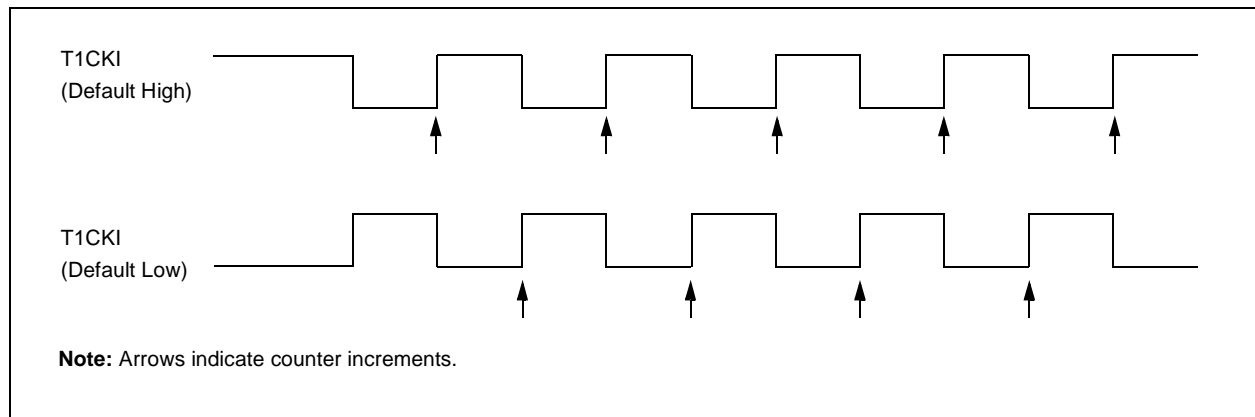 T1CKI
(Default High)
T1CKI
(Default Low)
Note: Arrows indicate counter increments.